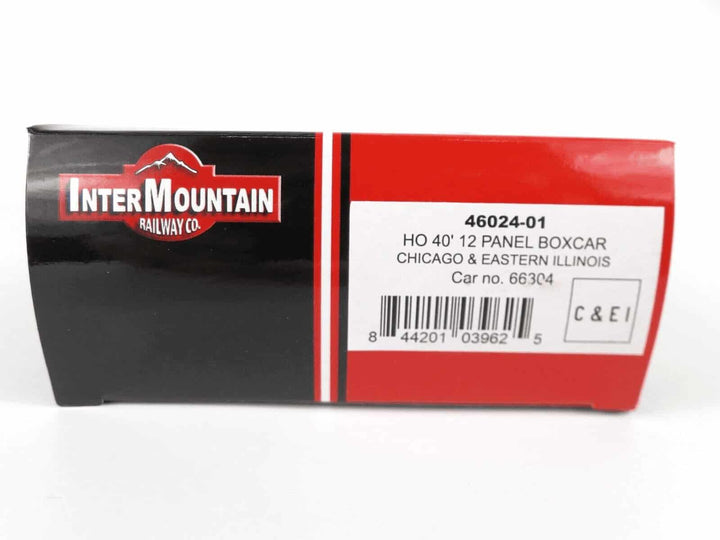 INTERMOUNTAIN
RAILWAY CO.
46024-01
HO 40' 12 PANEL BOXCAR
CHICAGO & EASTERN ILLINOIS
Car no. 66304
8 44201 03962 5
C & E I